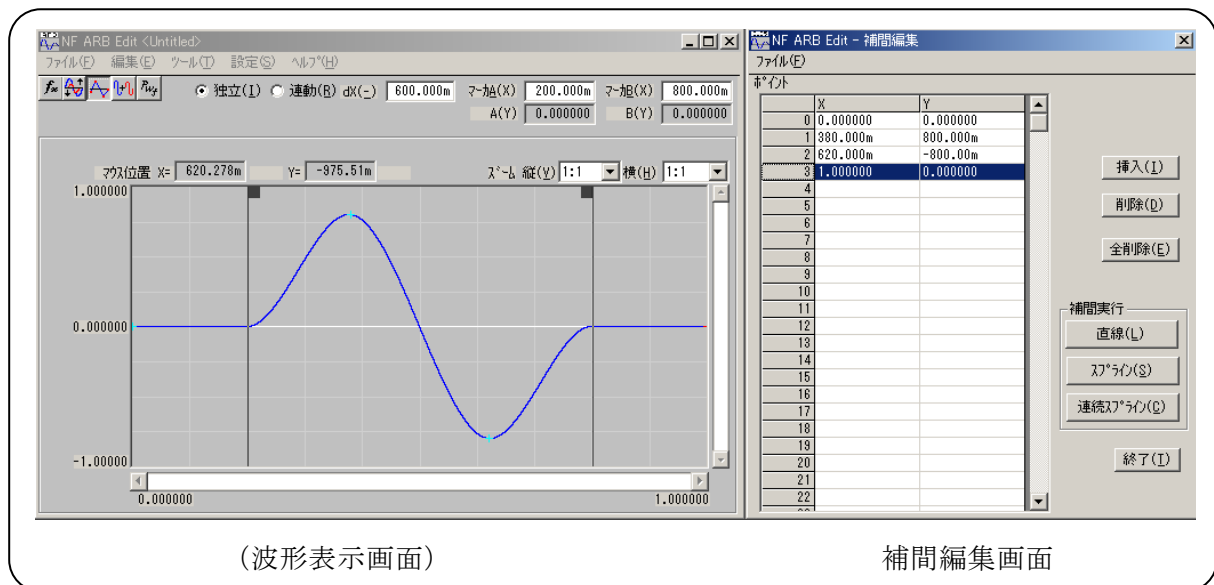 NF ARB Edit <Untitled>
ファイル(F) 編集(E) ツール(T) 設定(S) ヘルプ(H)
独立(I) 連動(R) dX(-) 600.000m マーカA(X) 200.000m マーカB(X) 800.000m
A(Y) 0.000000 B(Y) 0.000000
マウス位置 X= 620.278m Y= -975.51m ズーム 縦(V) 1:1 横(H) 1:1
1.000000
0.000000
-1.00000
0.000000 1.000000
(波形表示画面)
NF ARB Edit - 補間編集
ファイル(F)
ポイント
X Y
0 0.000000 0.000000
1 380.000m 800.000m
2 620.000m -800.00m
3 1.000000 0.000000
4
5
6
7
8
9
10
11
12
13
14
15
16
17
18
19
20
21
22
挿入(I)
削除(D)
全削除(E)
補間実行
直線(L)
スプライン(S)
連続スプライン(C)
終了(T)
補間編集画面